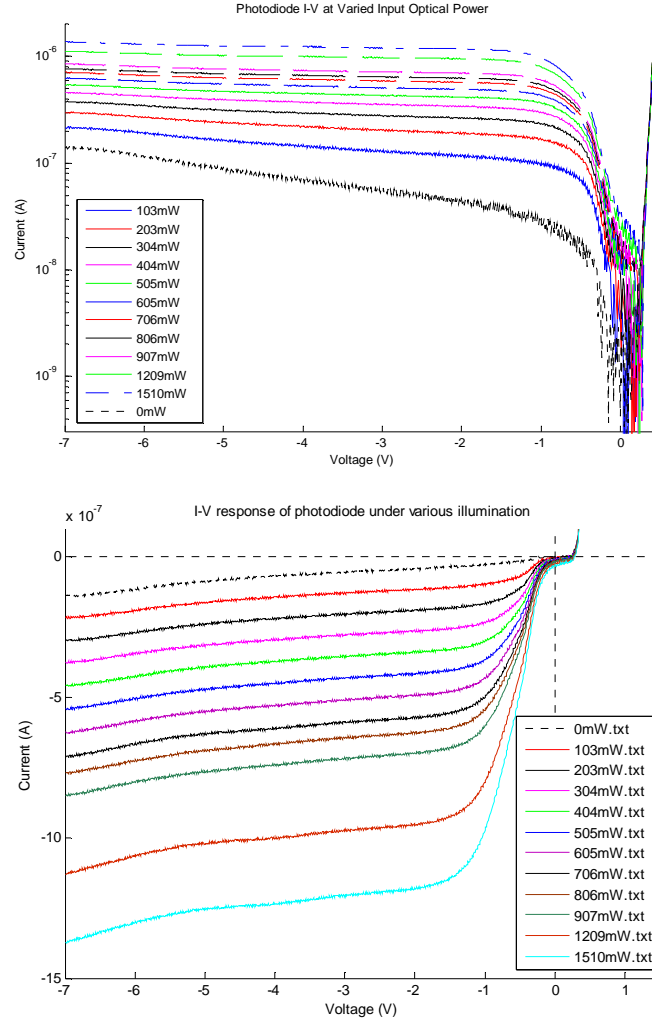 Photodiode I-V at Varied Input Optical Power
10^-6
10^-7
10^-8
10^-9
Current (A)
103mW
203mW
304mW
404mW
505mW
605mW
706mW
806mW
907mW
1209mW
1510mW
0mW
-7 -6 -5 -4 -3 -2 -1 0
Voltage (V)
x 10^-7
I-V response of photodiode under various illumination
0
-5
-10
-15
Current (A)
0mW.txt
103mW.txt
203mW.txt
304mW.txt
404mW.txt
505mW.txt
605mW.txt
706mW.txt
806mW.txt
907mW.txt
1209mW.txt
1510mW.txt
-7 -6 -5 -4 -3 -2 -1 0 1
Voltage (V)